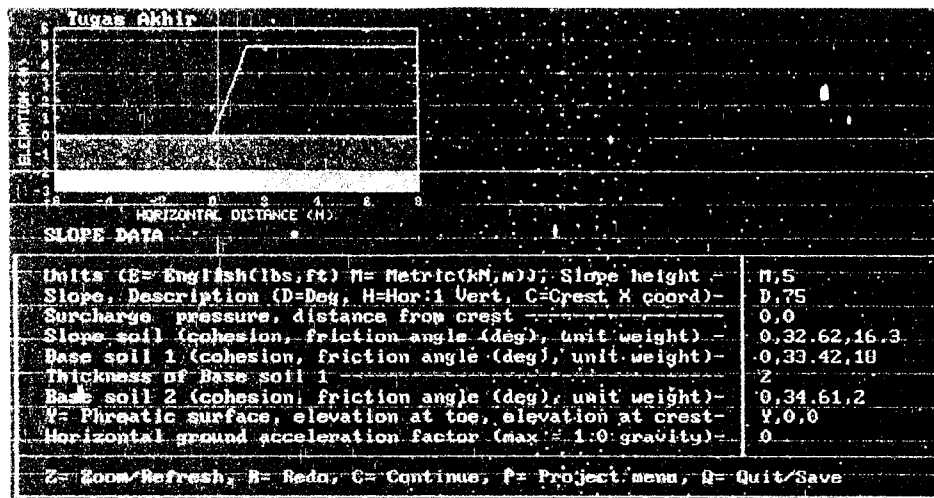 Tugas Akhir
ELEVATION (M)
HORIZONTAL DISTANCE (M)
SLOPE DATA
Units (E= English(lbs,ft) M= Metric(kN,m)), Slope height - M,5
Slope, Description (D=Deg, H=Hor:1 Vert, C=Crest X coord)- D,75
Surcharge pressure, distance from crest - 0,0
Slope soil (cohesion, friction angle (deg), unit weight) - 0,32.62,16.3
Base soil 1 (cohesion, friction angle (deg), unit weight)- 0,33.42,18
Thickness of Base soil 1 - 2
Base soil 2 (cohesion, friction angle (deg), unit weight)- 0,34.61,2
Y= Phreatic surface, elevation at toe, elevation at crest- Y,0,0
Horizontal ground acceleration factor (max = 1.0 gravity)- 0
Z= Zoom/Refresh, R= Redo, C= Continue, P= Project menu, Q= Quit/Save